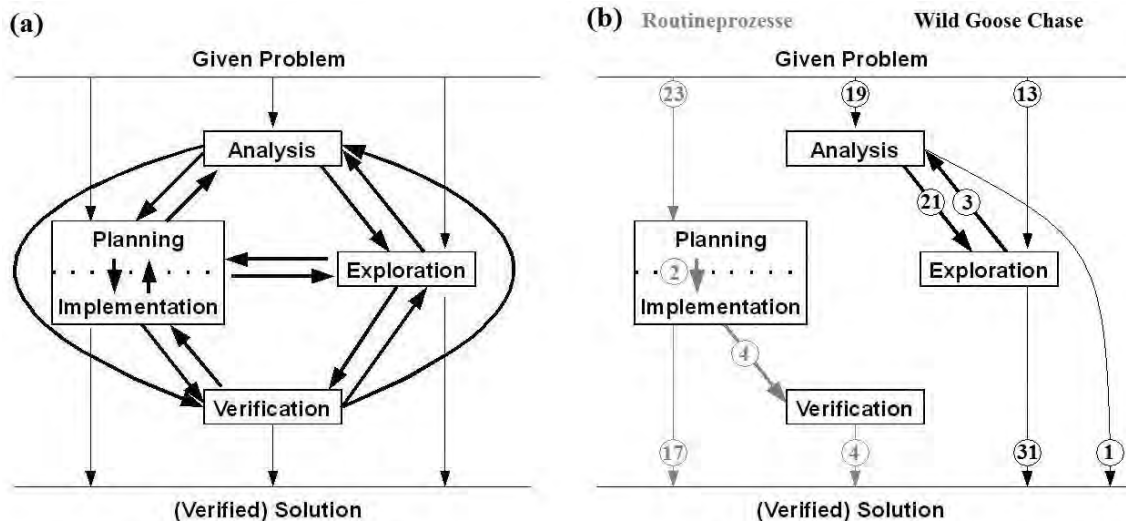 (a)
Given Problem
Analysis
Planning
Implementation
Exploration
Verification
(Verified) Solution
(b)
Routineprozesse
Wild Goose Chase
Given Problem
23
19
13
Analysis
21
3
Planning
2
Implementation
Exploration
4
Verification
17
4
31
1
(Verified) Solution